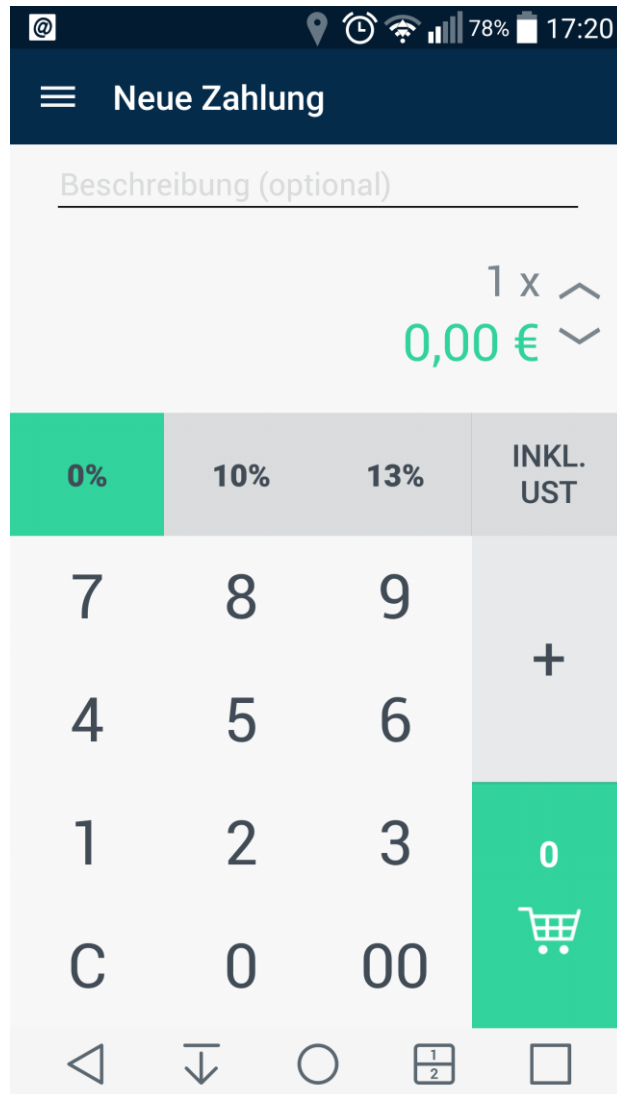 @ 78% 17:20
Neue Zahlung
Beschreibung (optional)
1 x
0,00 €
0% 10% 13% INKL. UST
7 8 9
+
4 5 6
1 2 3
0
C 0 00
1
2